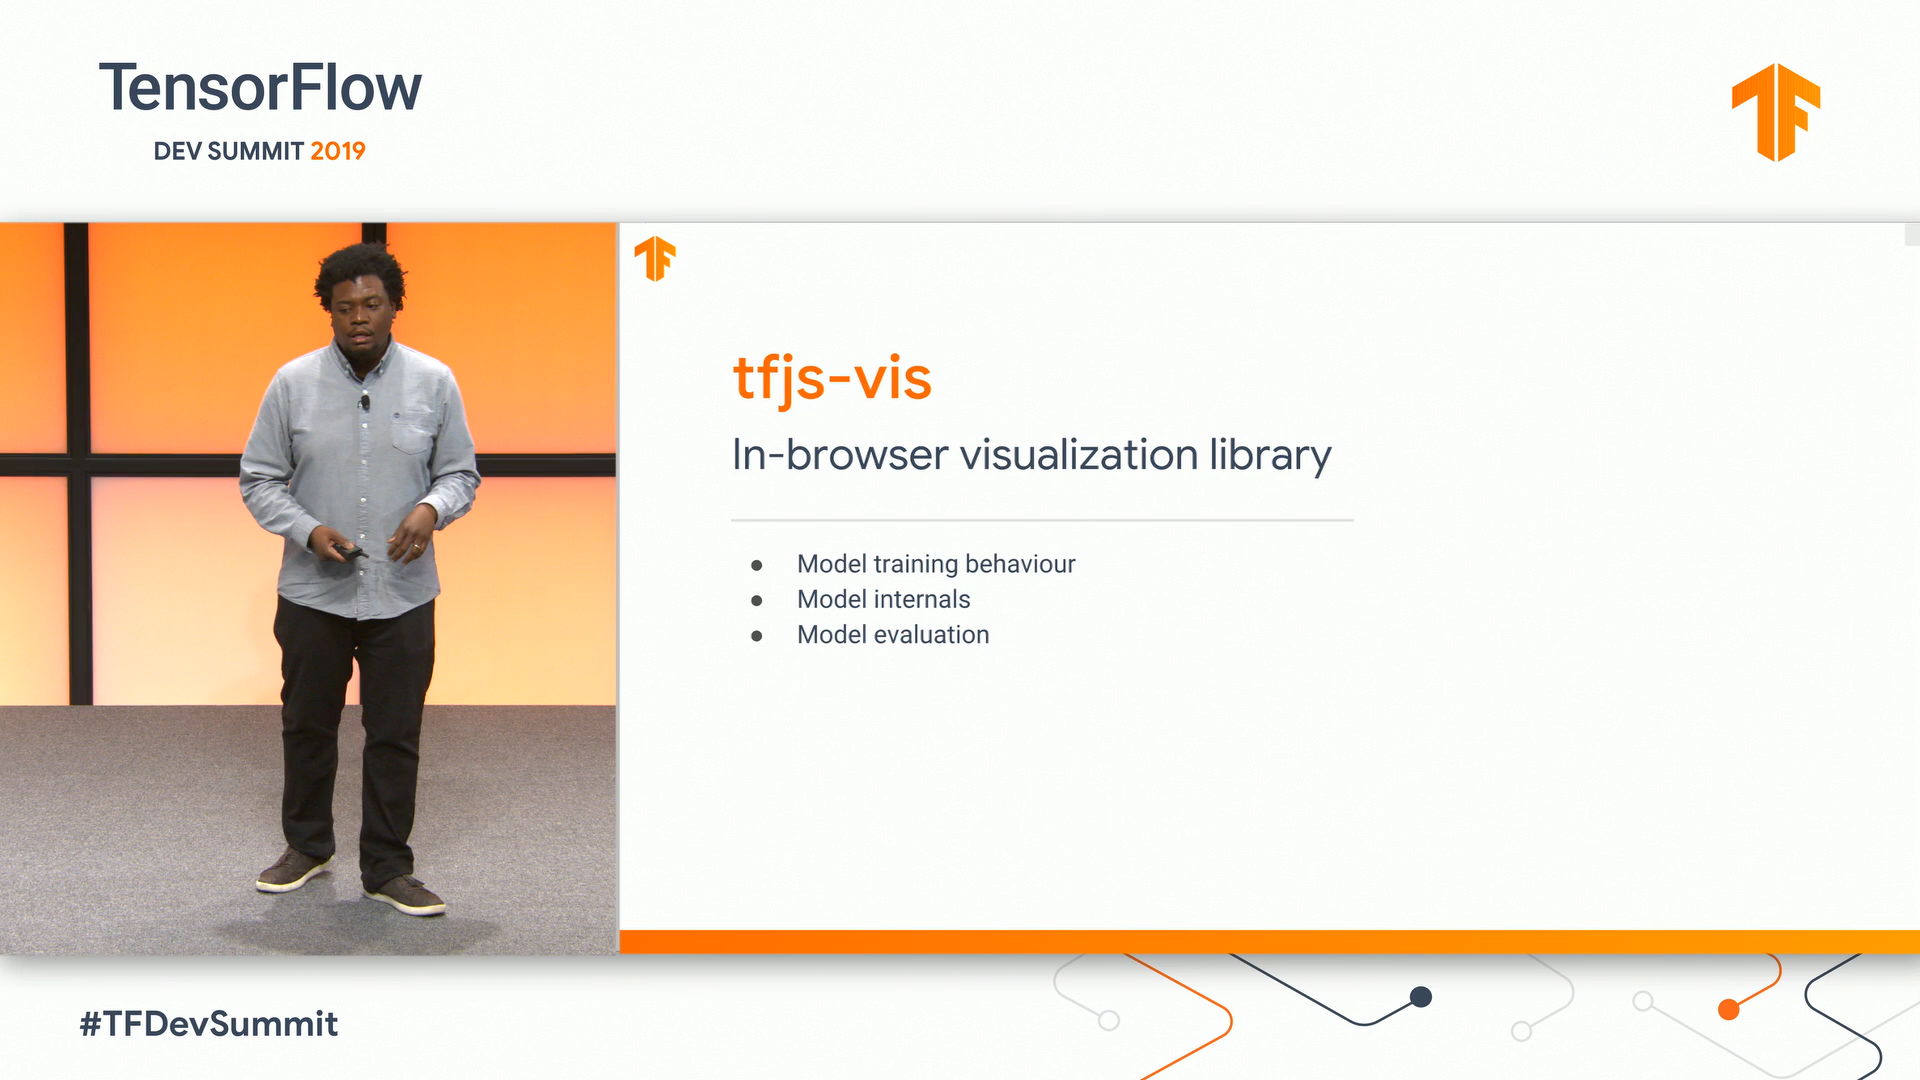 TensorFlow
DEV SUMMIT 2019
tfjs-vis
In-browser visualization library
● Model training behaviour
● Model internals
● Model evaluation
#TFDevSummit